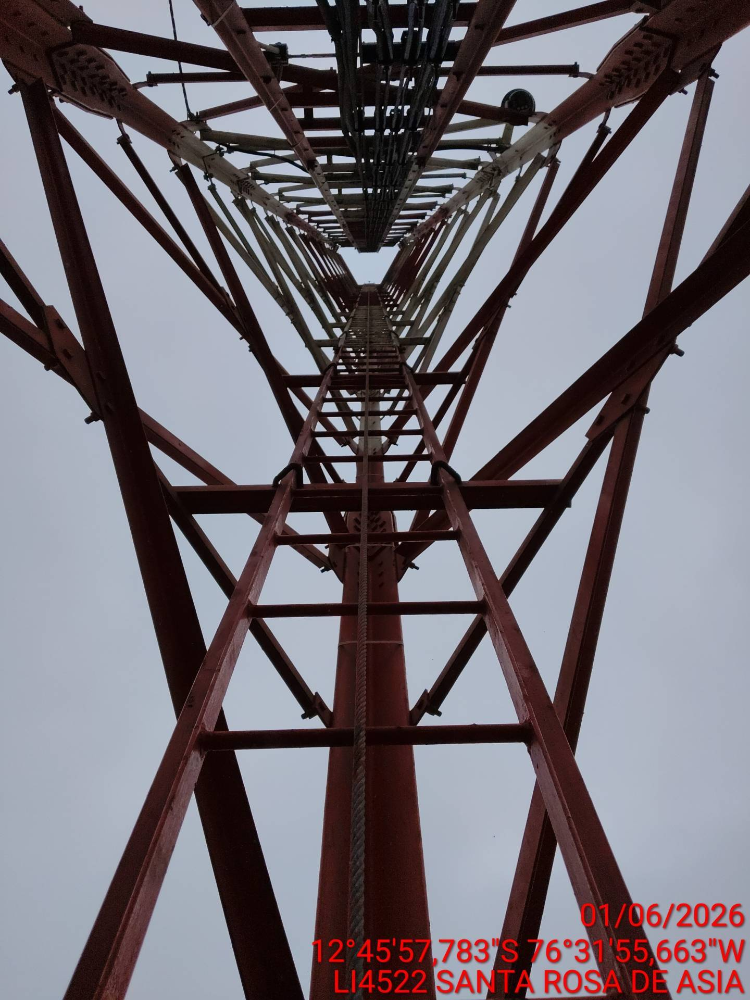 01/06/2026
12°45'57,783"S 76°31'55,663"W
LI4522 SANTA ROSA DE ASIA